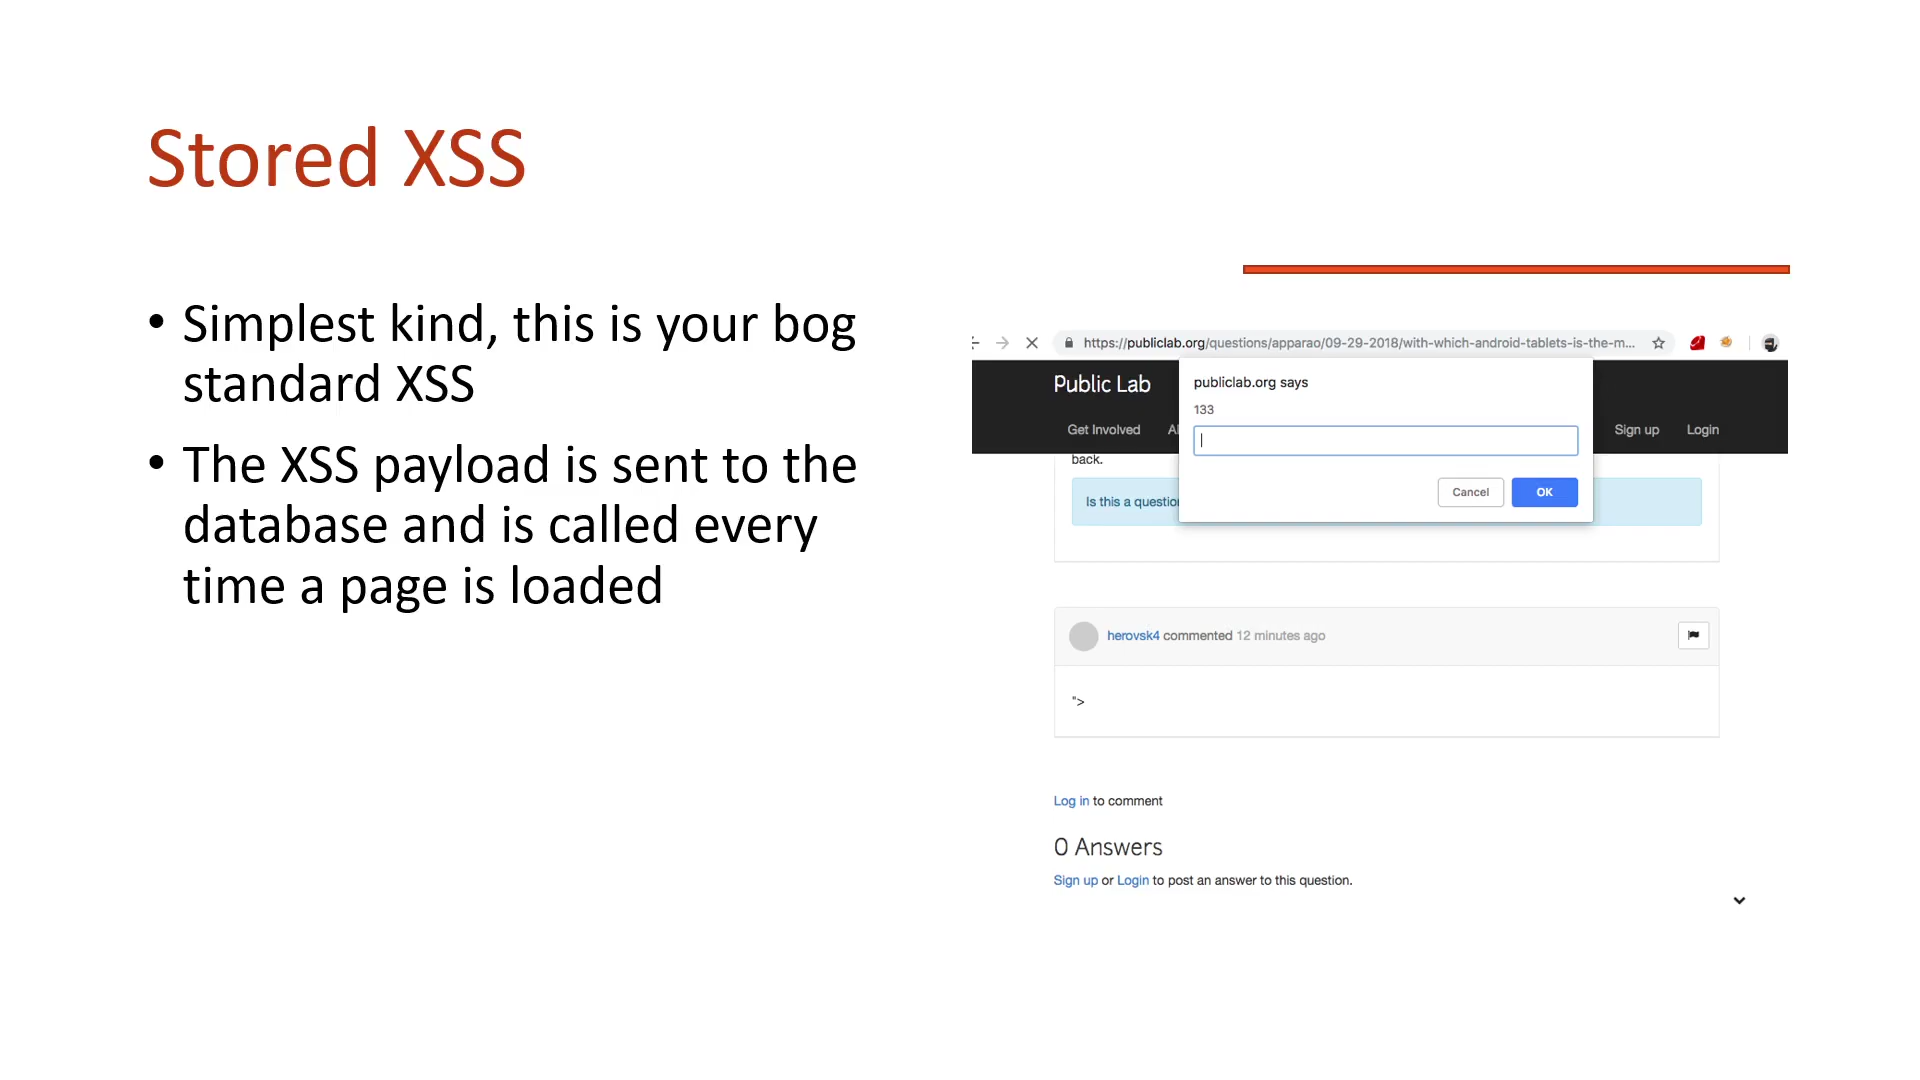 Stored XSS
• Simplest kind, this is your bog
standard XSS
• The XSS payload is sent to the
database and is called every
time a page is loaded
https://publiclab.org/questions/apparao/09-29-2018/with-which-android-tablets-is-the-m...
Public Lab
publiclab.org says
133
Get Involved
Sign up
Login
back.
Cancel
OK
Is this a question
herovsk4 commented 12 minutes ago
">
Log in to comment
0 Answers
Sign up or Login to post an answer to this question.